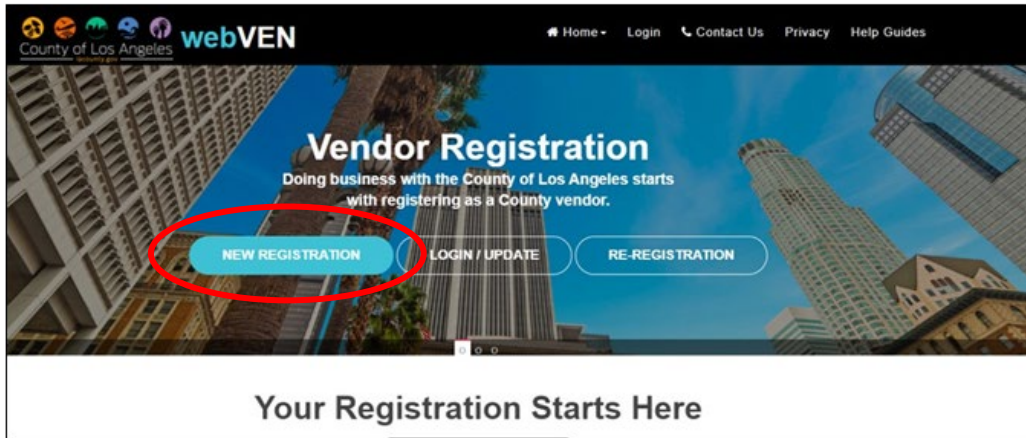 County of Los Angeles
lacounty.gov
webVEN
Home
Login
Contact Us
Privacy
Help Guides
Vendor Registration
Doing business with the County of Los Angeles starts
with registering as a County vendor.
NEW REGISTRATION
LOGIN / UPDATE
RE-REGISTRATION
Your Registration Starts Here